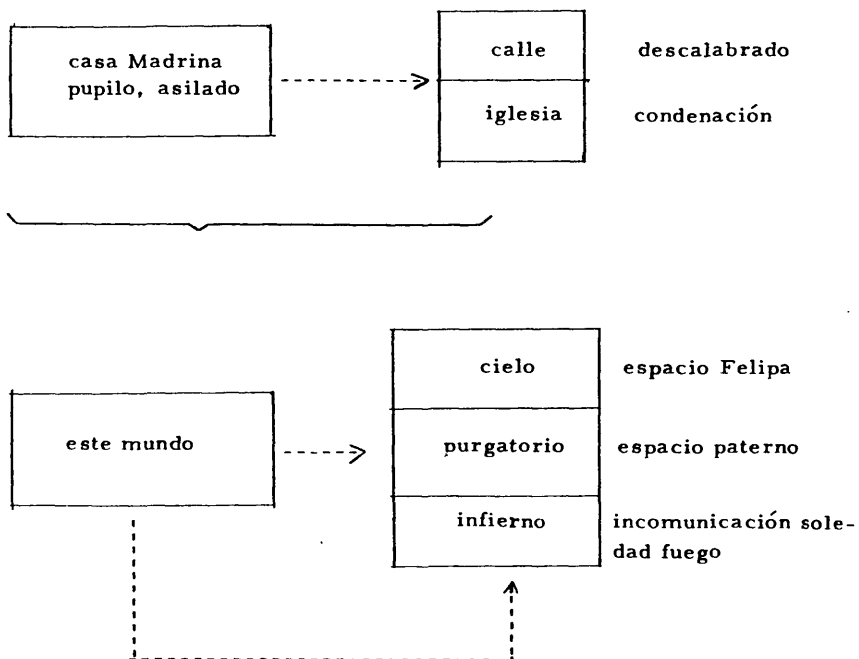 casa Madrina
pupilo, asilado
calle
descalabrado
iglesia
condenación
cielo
espacio Felipa
este mundo
purgatorio
espacio paterno
infierno
incomunicación sole-
dad fuego